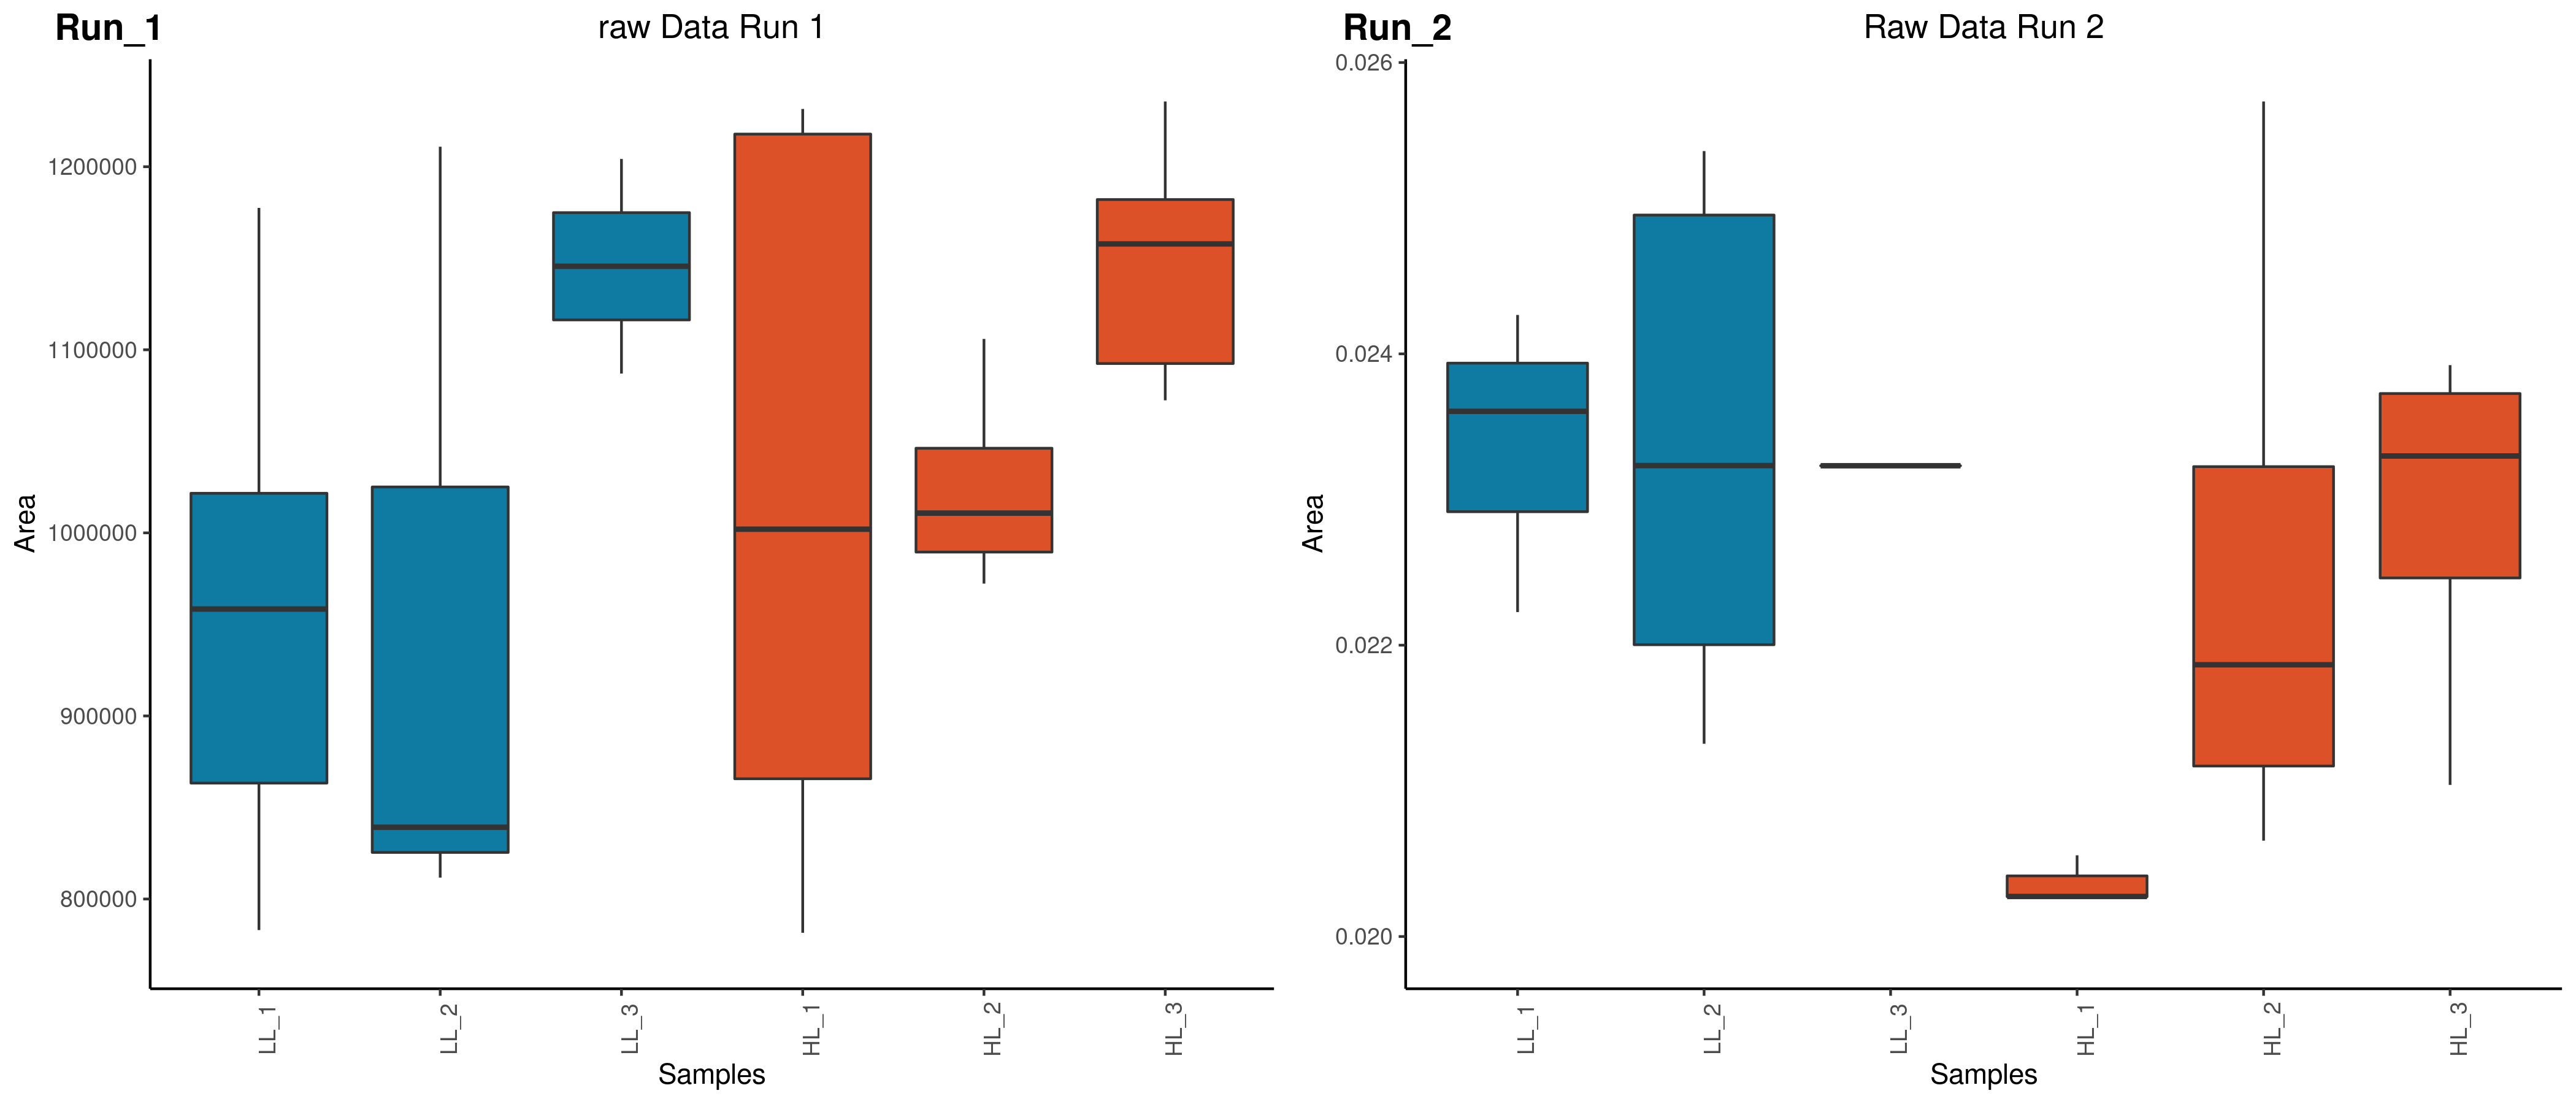 Run_1
raw Data Run 1
1200000
1100000
1000000
900000
800000
Area
LL_1
LL_2
LL_3
HL_1
HL_2
HL_3
Samples
Run_2
Raw Data Run 2
0.026
0.024
0.022
0.020
Area
LL_1
LL_2
LL_3
HL_1
HL_2
HL_3
Samples